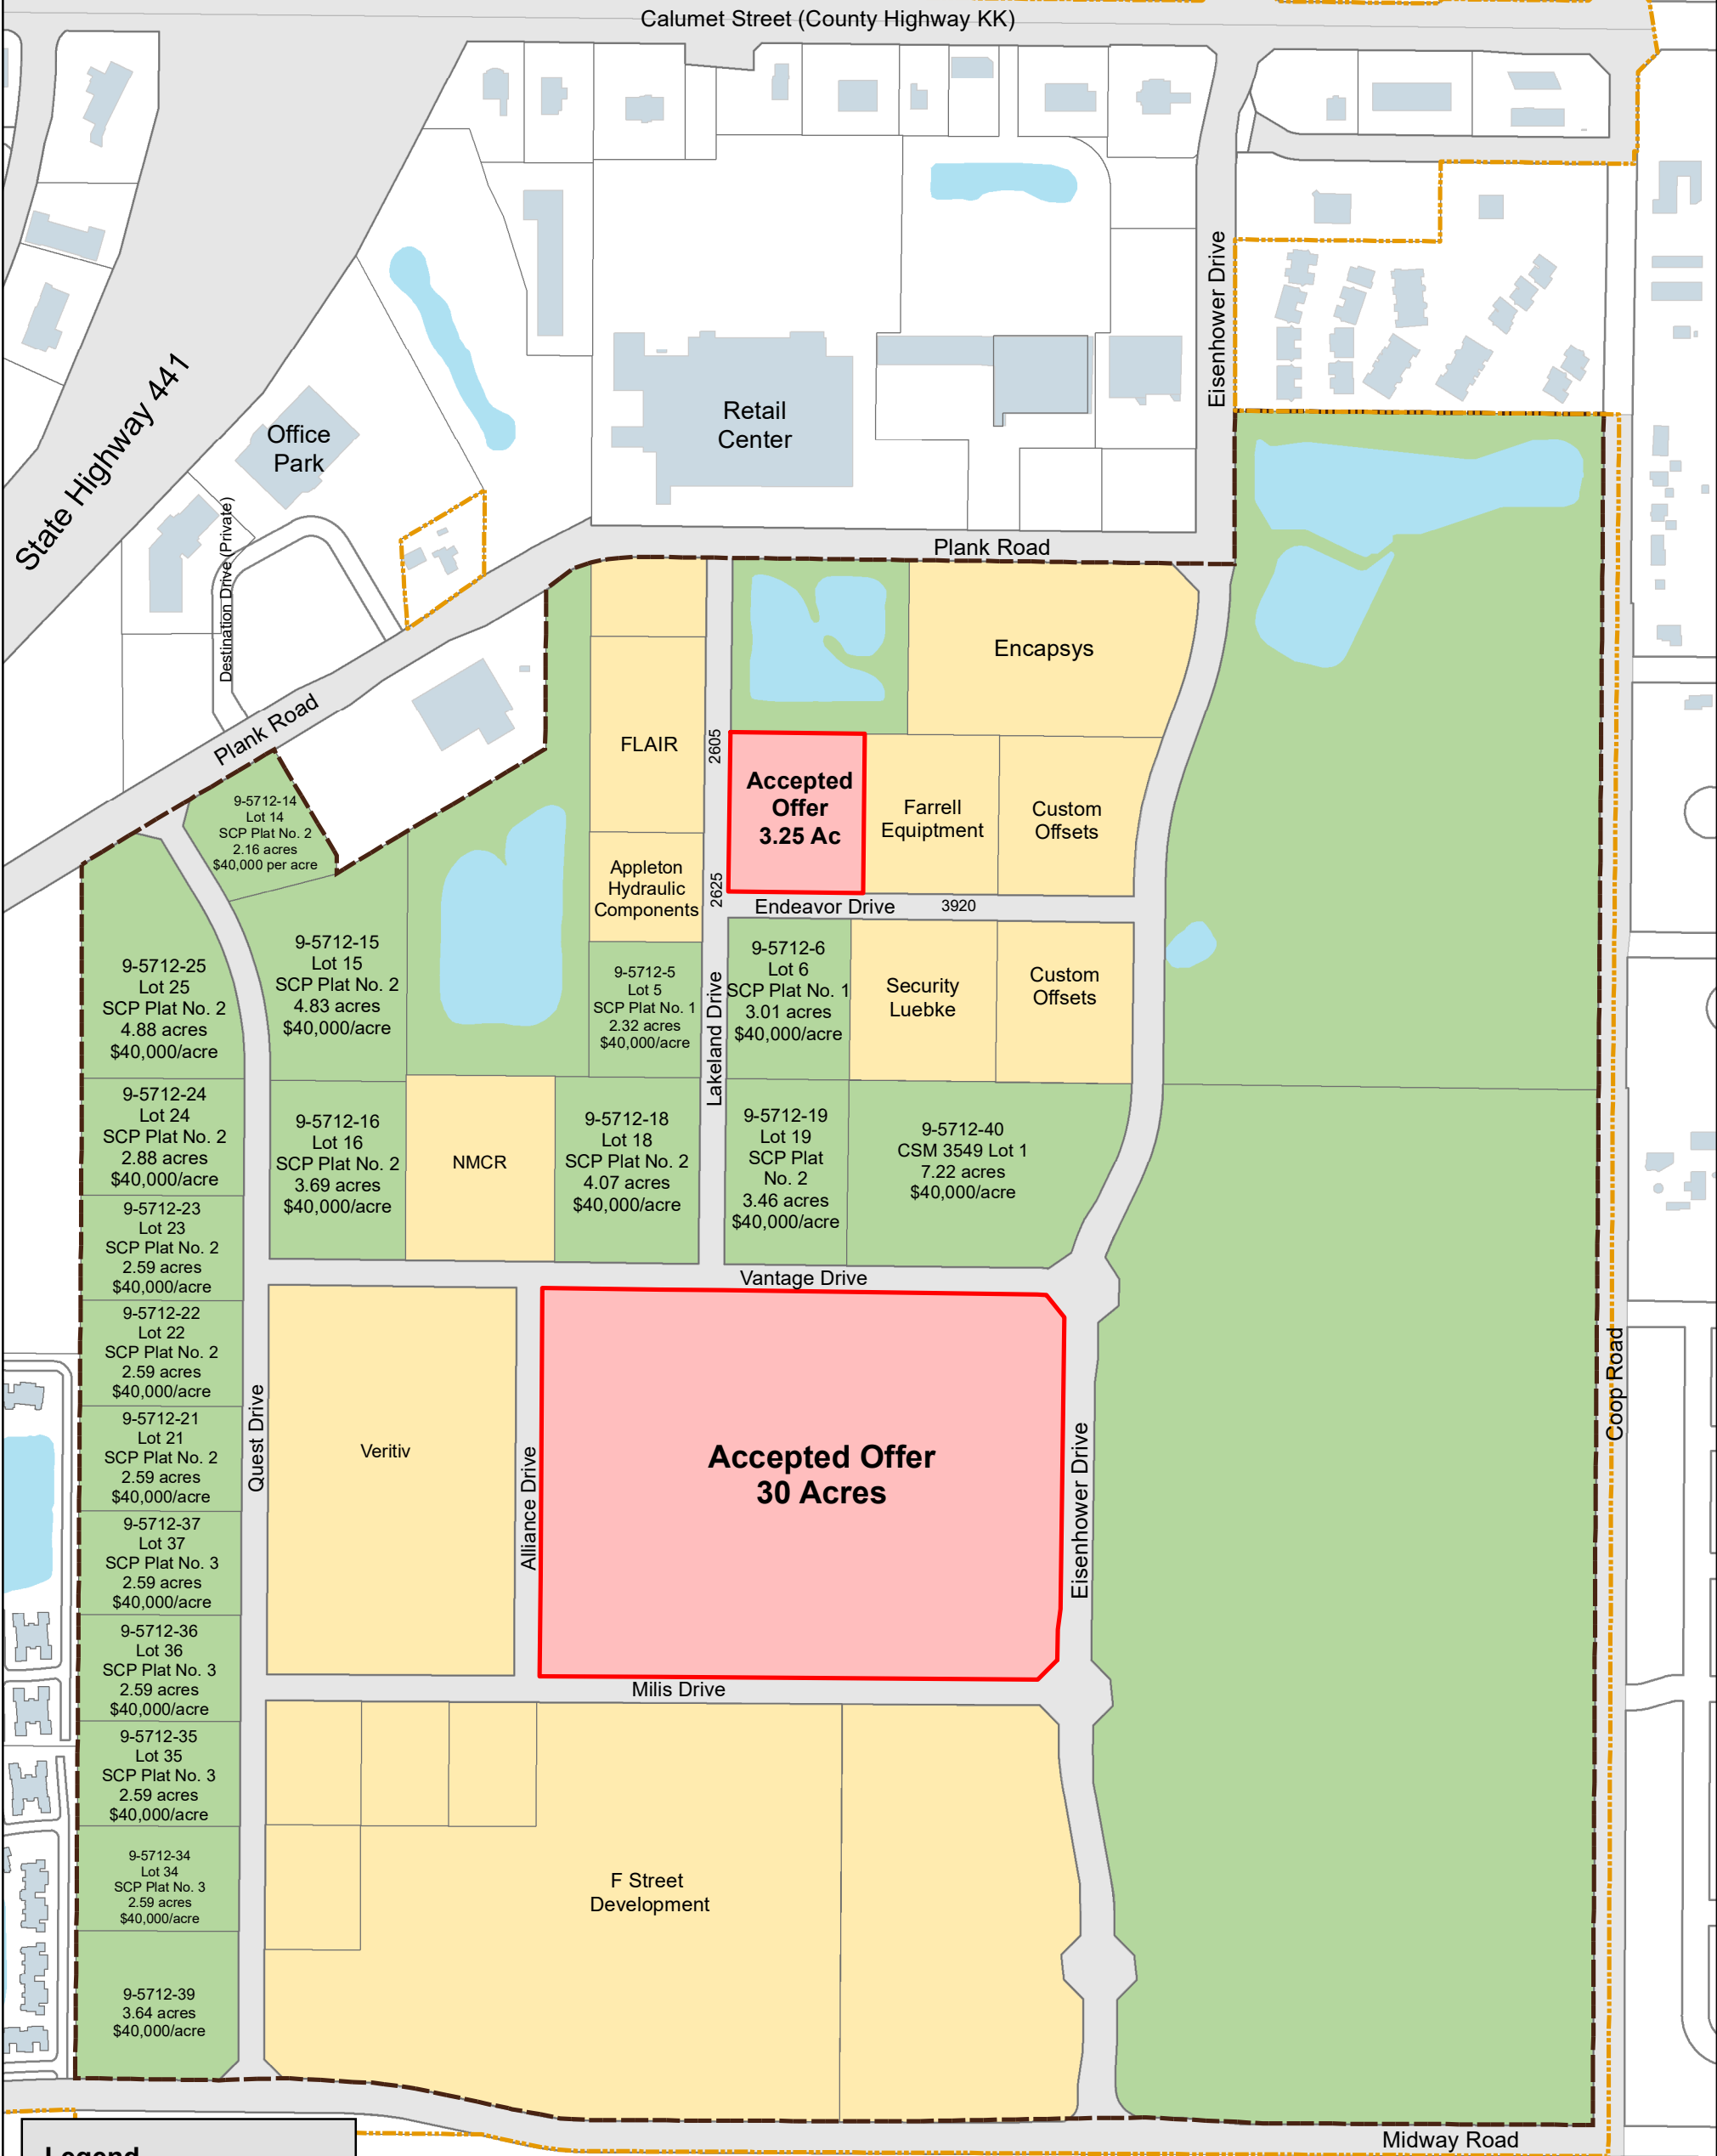 Calumet Street (County Highway KK)
State Highway 441
Eisenhower Drive
Office
Park
Retail
Center
Destination Drive (Private)
Plank Road
Plank Road
Encapsys
FLAIR
2605
Accepted
Offer
3.25 Ac
Farrell
Equiptment
Custom
Offsets
9-5712-14
Lot 14
SCP Plat No. 2
2.16 acres
$40,000 per acre
Appleton
Hydraulic
Components
2625
Endeavor Drive
3920
9-5712-25
Lot 25
SCP Plat No. 2
4.88 acres
$40,000/acre
9-5712-15
Lot 15
SCP Plat No. 2
4.83 acres
$40,000/acre
9-5712-5
Lot 5
SCP Plat No. 1
2.32 acres
$40,000/acre
Lakeland Drive
9-5712-6
Lot 6
SCP Plat No. 1
3.01 acres
$40,000/acre
Security
Luebke
Custom
Offsets
9-5712-24
Lot 24
SCP Plat No. 2
2.88 acres
$40,000/acre
9-5712-16
Lot 16
SCP Plat No. 2
3.69 acres
$40,000/acre
NMCR
9-5712-18
Lot 18
SCP Plat No. 2
4.07 acres
$40,000/acre
9-5712-19
Lot 19
SCP Plat
No. 2
3.46 acres
$40,000/acre
9-5712-40
CSM 3549 Lot 1
7.22 acres
$40,000/acre
9-5712-23
Lot 23
SCP Plat No. 2
2.59 acres
$40,000/acre
Vantage Drive
9-5712-22
Lot 22
SCP Plat No. 2
2.59 acres
$40,000/acre
9-5712-21
Lot 21
SCP Plat No. 2
2.59 acres
$40,000/acre
Quest Drive
Veritiv
Alliance Drive
Accepted Offer
30 Acres
Eisenhower Drive
Coop Road
9-5712-37
Lot 37
SCP Plat No. 3
2.59 acres
$40,000/acre
9-5712-36
Lot 36
SCP Plat No. 3
2.59 acres
$40,000/acre
Milis Drive
9-5712-35
Lot 35
SCP Plat No. 3
2.59 acres
$40,000/acre
9-5712-34
Lot 34
SCP Plat No. 3
2.59 acres
$40,000/acre
F Street
Development
9-5712-39
3.64 acres
$40,000/acre
Midway Road
Legend